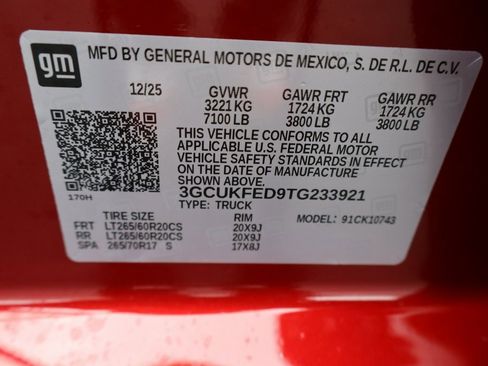 gm
MFD BY GENERAL MOTORS DE MEXICO, S. DE R.L. DE C.V.
12/25 GVWR GAWR FRT GAWR RR
3221 KG 1724 KG 1724 KG
7100 LB 3800 LB 3800 LB
THIS VEHICLE CONFORMS TO ALL
APPLICABLE U.S. FEDERAL MOTOR
VEHICLE SAFETY STANDARDS IN EFFECT
ON THE DATE OF MANUFACTURE
SHOWN ABOVE.
3GCUKFED9TG233921
170H TYPE: TRUCK
TIRE SIZE RIM MODEL: 91CK10743
FRT LT265/60R20CS 20X9J
RR LT265/60R20CS 20X9J
SPA 265/70R17 S 17X8J